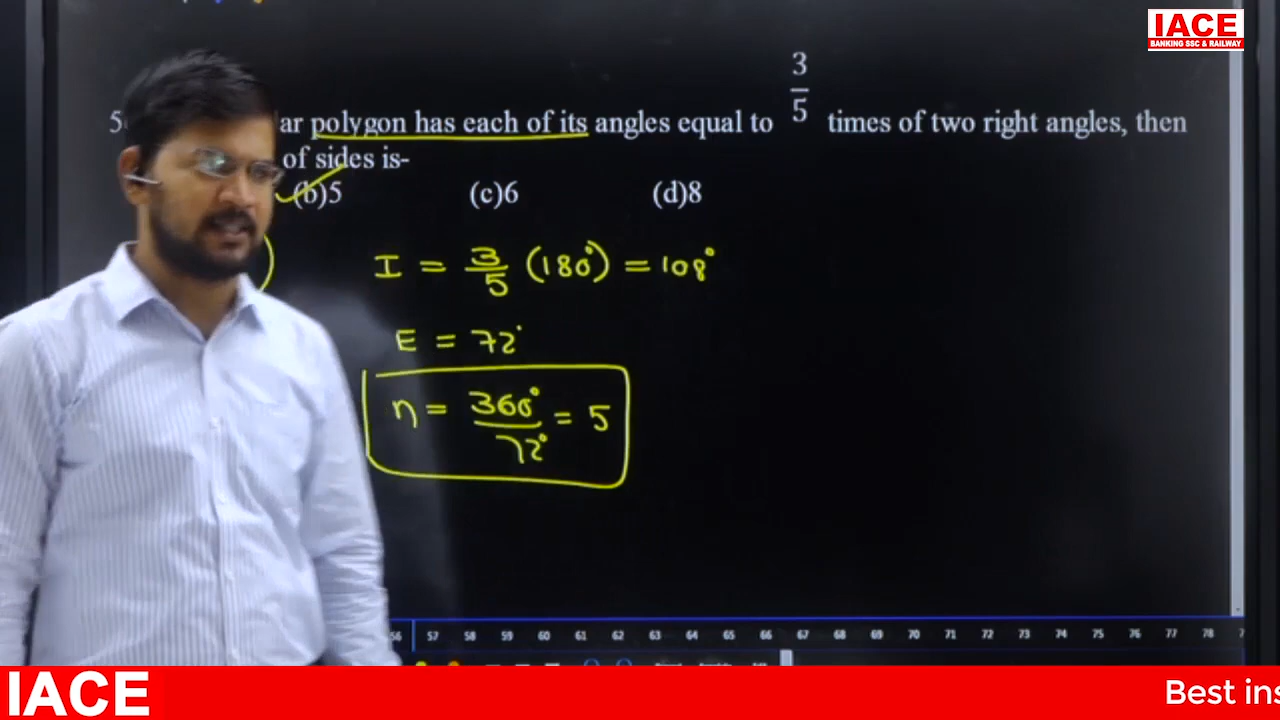 IACE
BANKING SSC & RAILWAY
3
5
ar polygon has each of its angles equal to times of two right angles, then
of sides is-
(b)5 (c)6 (d)8
I = 3/5 (180°) = 108°
E = 72°
n = 360°/72° = 5
56 57 58 59 60 61 62 63 64 65 66 67 68 69 70 71 72 73 74 75 76 77 78 7
IACE
Best ins